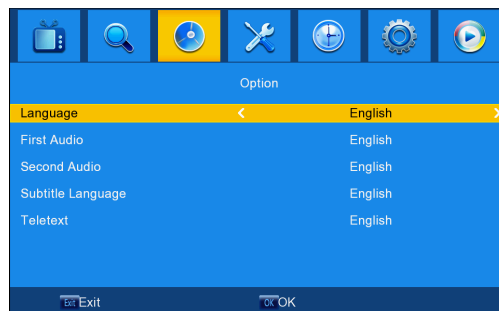 Option
Language < English >
First Audio English
Second Audio English
Subtitle Language English
Teletext English
Exit Exit OK OK